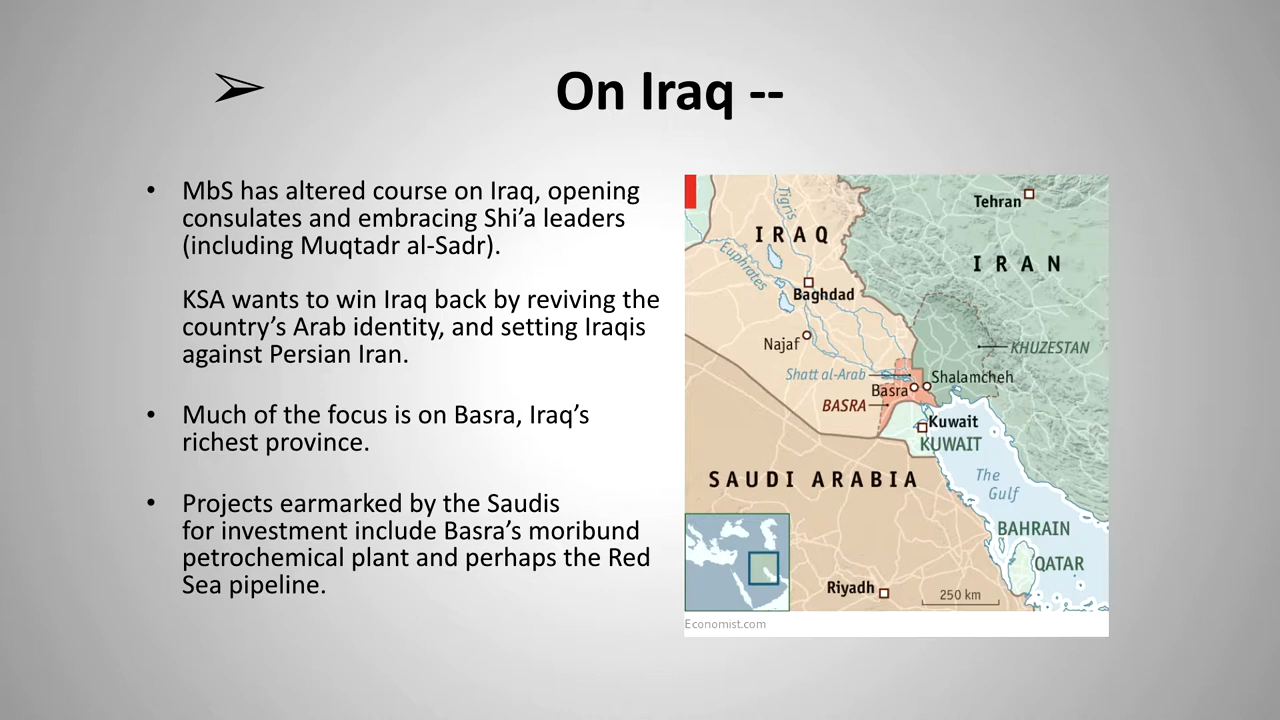 ➢ On Iraq --
• MbS has altered course on Iraq, opening
consulates and embracing Shi’a leaders
(including Muqtadr al-Sadr).
KSA wants to win Iraq back by reviving the
country’s Arab identity, and setting Iraqis
against Persian Iran.
• Much of the focus is on Basra, Iraq’s
richest province.
• Projects earmarked by the Saudis
for investment include Basra’s moribund
petrochemical plant and perhaps the Red
Sea pipeline.
Tigris
Tehran
IRAQ
Euphrates
IRAN
Baghdad
Najaf
KHUZESTAN
Shatt al-Arab
Shalamcheh
Basra
BASRA
Kuwait
KUWAIT
SAUDI ARABIA
The
Gulf
BAHRAIN
QATAR
Riyadh
250 km
Economist.com